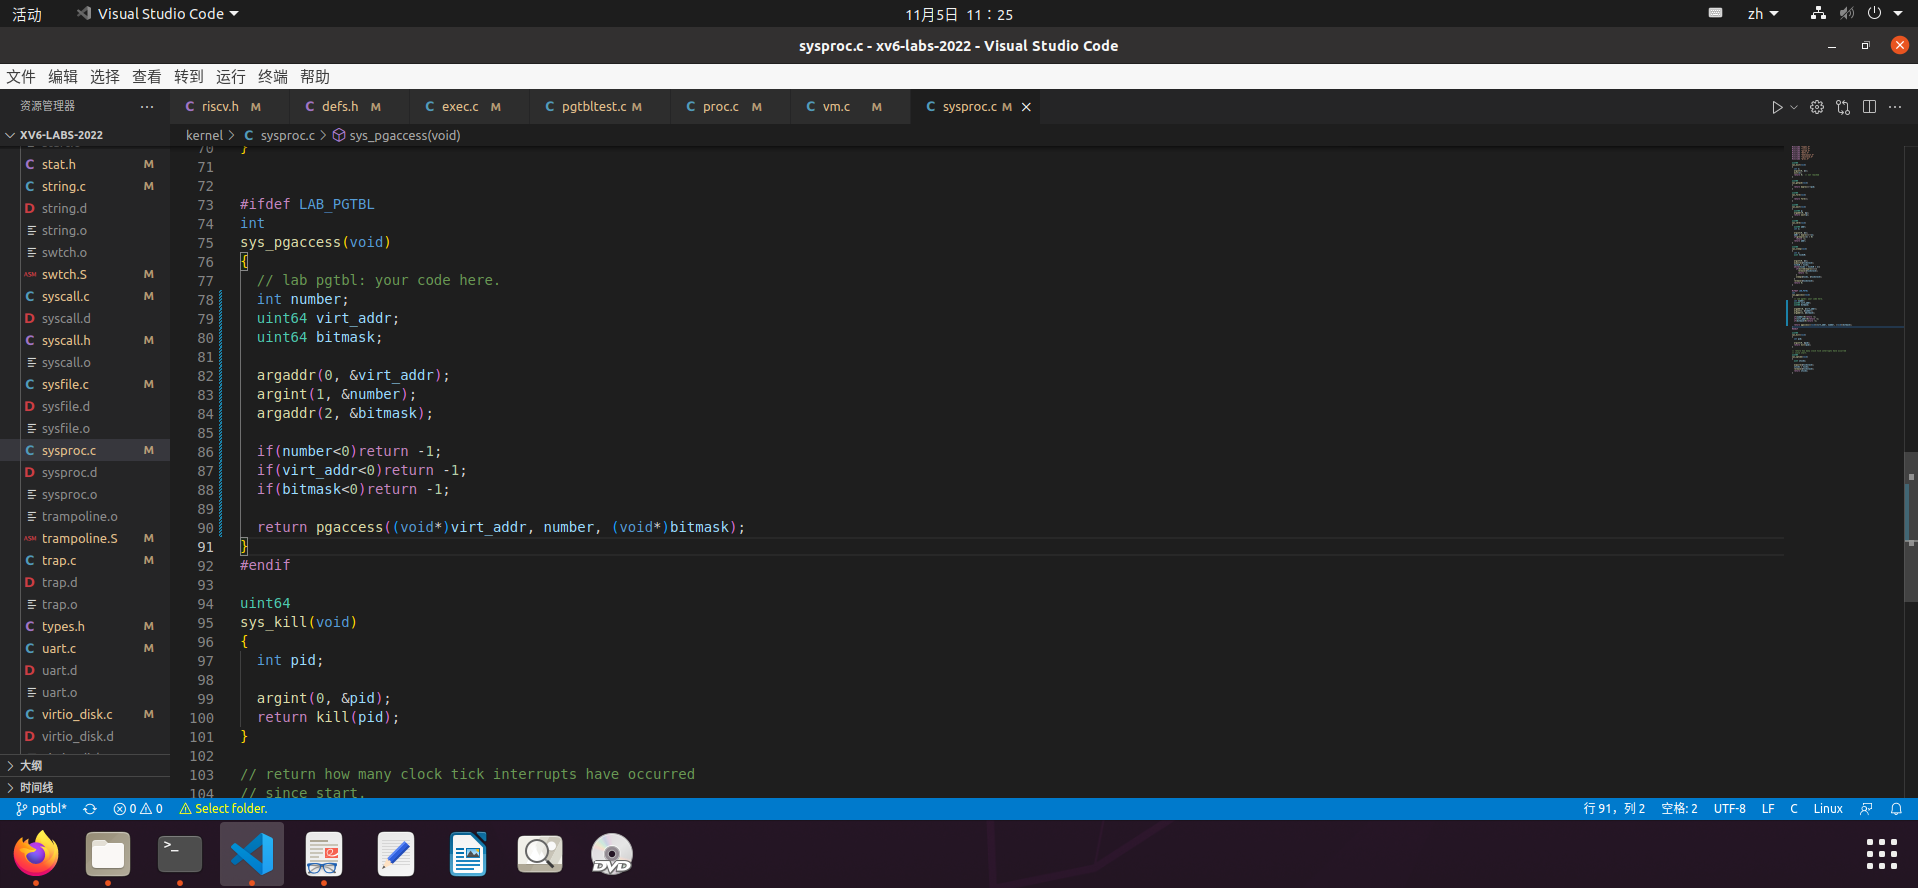 活动 Visual Studio Code 11月5日 11：25 zh
sysproc.c - xv6-labs-2022 - Visual Studio Code
文件 编辑 选择 查看 转到 运行 终端 帮助
资源管理器 ··· C riscv.h M C defs.h M C exec.c M C pgtbltest.c M C proc.c M C vm.c M C sysproc.c M
XV6-LABS-2022
kernel > C sysproc.c > sys_pgaccess(void)
C stat.h M
C string.c M
D string.d
string.o
swtch.o
ASM swtch.S M
C syscall.c M
D syscall.d
C syscall.h M
syscall.o
C sysfile.c M
D sysfile.d
sysfile.o
C sysproc.c M
D sysproc.d
sysproc.o
trampoline.o
ASM trampoline.S M
C trap.c M
D trap.d
trap.o
C types.h M
C uart.c M
D uart.d
uart.o
C virtio_disk.c M
D virtio_disk.d
大纲
时间线
70 }
71
72
73 #ifdef LAB_PGTBL
74 int
75 sys_pgaccess(void)
76 {
77 // lab pgtbl: your code here.
78 int number;
79 uint64 virt_addr;
80 uint64 bitmask;
81
82 argaddr(0, &virt_addr);
83 argint(1, &number);
84 argaddr(2, &bitmask);
85
86 if(number<0)return -1;
87 if(virt_addr<0)return -1;
88 if(bitmask<0)return -1;
89
90 return pgaccess((void*)virt_addr, number, (void*)bitmask);
91 }
92 #endif
93
94 uint64
95 sys_kill(void)
96 {
97 int pid;
98
99 argint(0, &pid);
100 return kill(pid);
101 }
102
103 // return how many clock tick interrupts have occurred
104 // since start.
pgtbl* 0 0 Select folder. 行 91，列 2 空格: 2 UTF-8 LF C Linux
>_
DVD